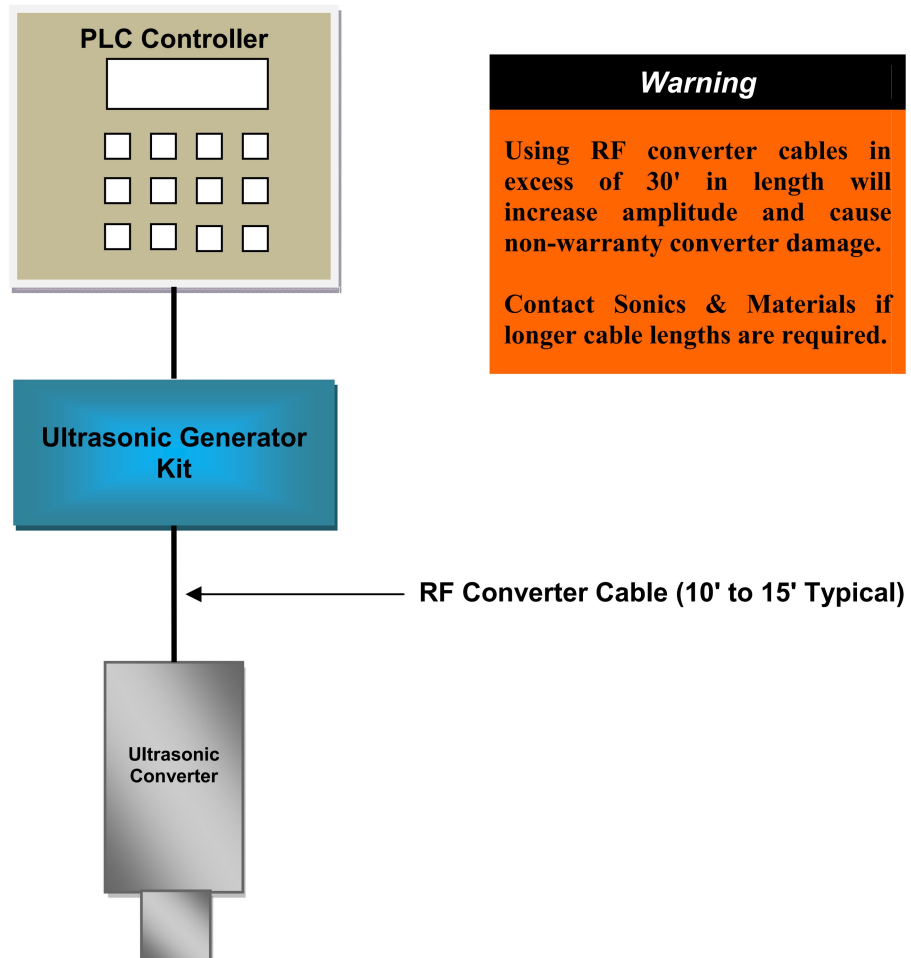 PLC Controller
Warning
Using RF converter cables in
excess of 30' in length will
increase amplitude and cause
non-warranty converter damage.
Contact Sonics & Materials if
longer cable lengths are required.
Ultrasonic Generator
Kit
RF Converter Cable (10' to 15' Typical)
Ultrasonic
Converter